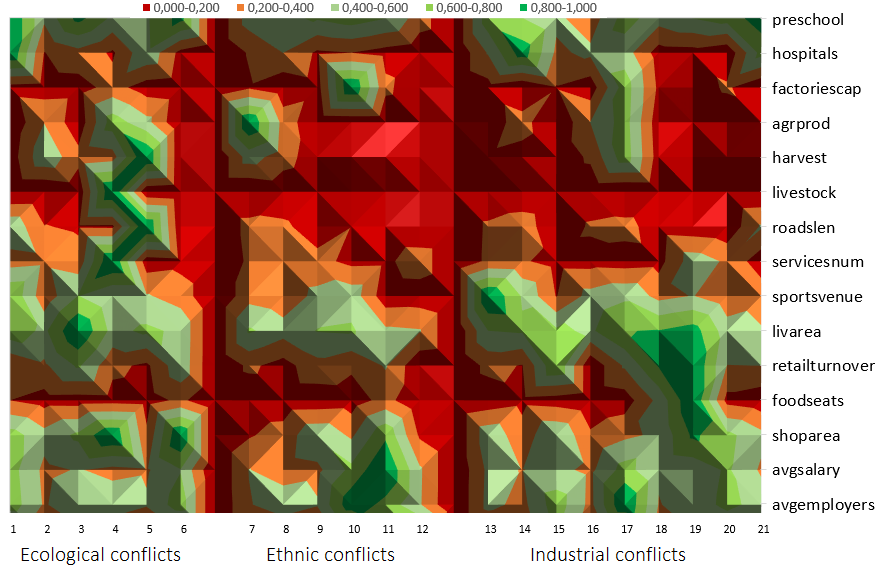 0,000-0,200 0,200-0,400 0,400-0,600 0,600-0,800 0,800-1,000
preschool
hospitals
factoriescap
agrprod
harvest
livestock
roadslen
servicesnum
sportsvenue
livarea
retailturnover
foodseats
shoparea
avgsalary
avgemployers
1 2 3 4 5 6 7 8 9 10 11 12 13 14 15 16 17 18 19 20 21
Ecological conflicts Ethnic conflicts Industrial conflicts